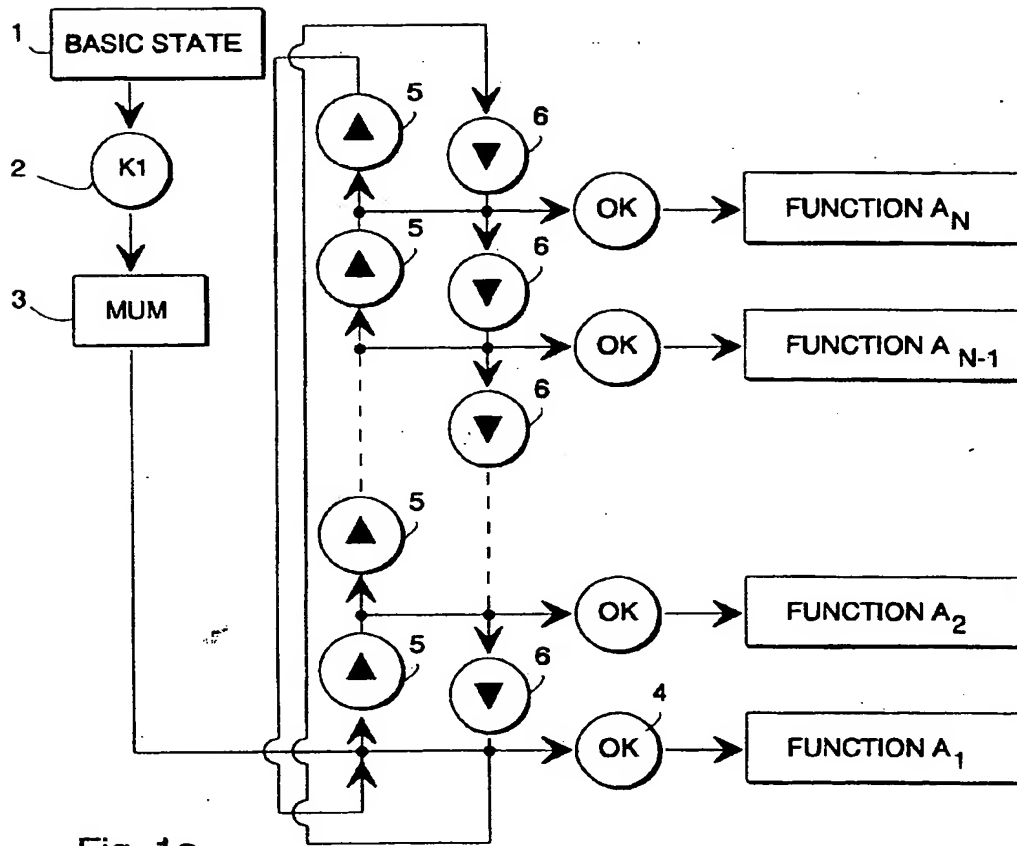 1 BASIC STATE
5
6
2 K1
OK FUNCTION A_N
5
6
3 MUM
OK FUNCTION A_N-1
6
5
OK FUNCTION A_2
5
6
4
OK FUNCTION A_1